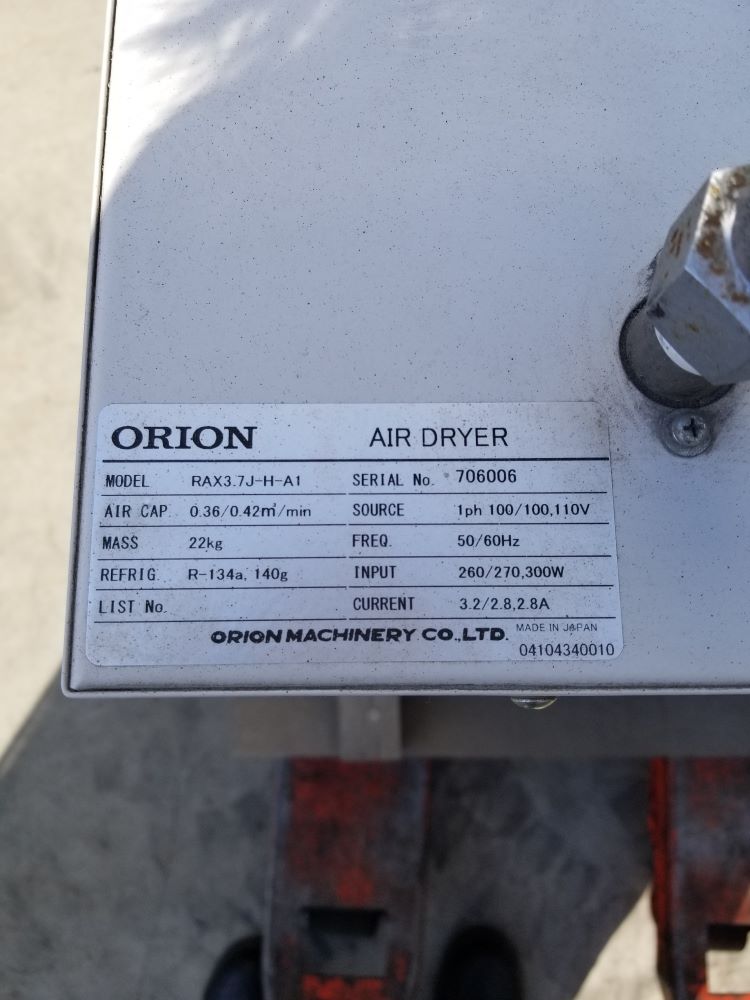 ORION AIR DRYER
MODEL RAX3.7J-H-A1 SERIAL No. 706006
AIR CAP. 0.36/0.42m³/min SOURCE 1ph 100/100,110V
MASS 22kg FREQ. 50/60Hz
REFRIG. R-134a, 140g INPUT 260/270,300W
LIST No. CURRENT 3.2/2.8,2.8A
ORION MACHINERY CO.,LTD. MADE IN JAPAN
04104340010